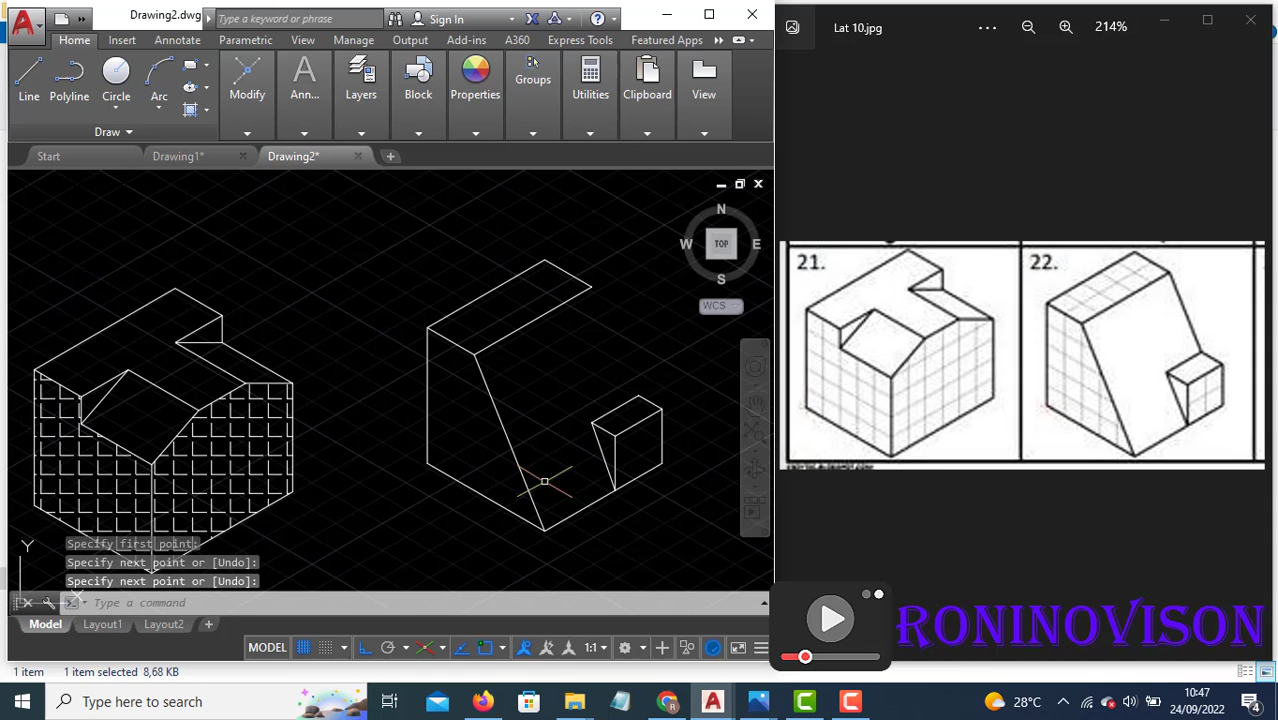 Drawing2.dwg
Type a keyword or phrase
Sign In
Home Insert Annotate Parametric View Manage Output Add-ins A360 Express Tools Featured Apps
Line Polyline Circle Arc Modify Ann... Layers Block Properties Groups Utilities Clipboard View
Draw
Start Drawing1* Drawing2*
N
W TOP E
S
WCS
Y
Specify first point:
Specify next point or [Undo]:
Specify next point or [Undo]:
Type a command
Model Layout1 Layout2
MODEL 1:1
1 item 1 item selected 8,68 KB
Lat 10.jpg 214%
21. 22.
RONINOVISON
Type here to search
28°C
10:47
24/09/2022
4